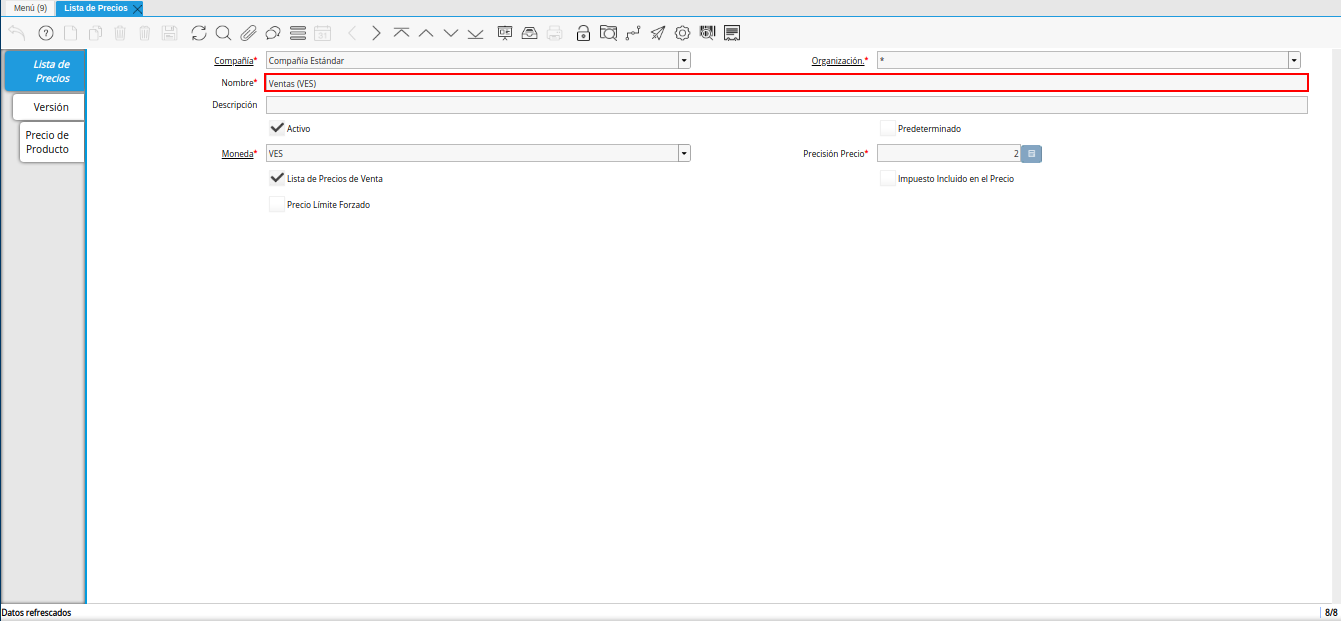 Menú (9)
Lista de Precios
31
Lista de
Precios
Versión
Precio de
Producto
Compañía*
Compañía Estándar
Organización.*
*
Nombre*
Ventas (VES)
Descripción
Activo
Predeterminado
Moneda*
VES
Precisión Precio*
2
Lista de Precios de Venta
Impuesto Incluido en el Precio
Precio Límite Forzado
Datos refrescados
8/8